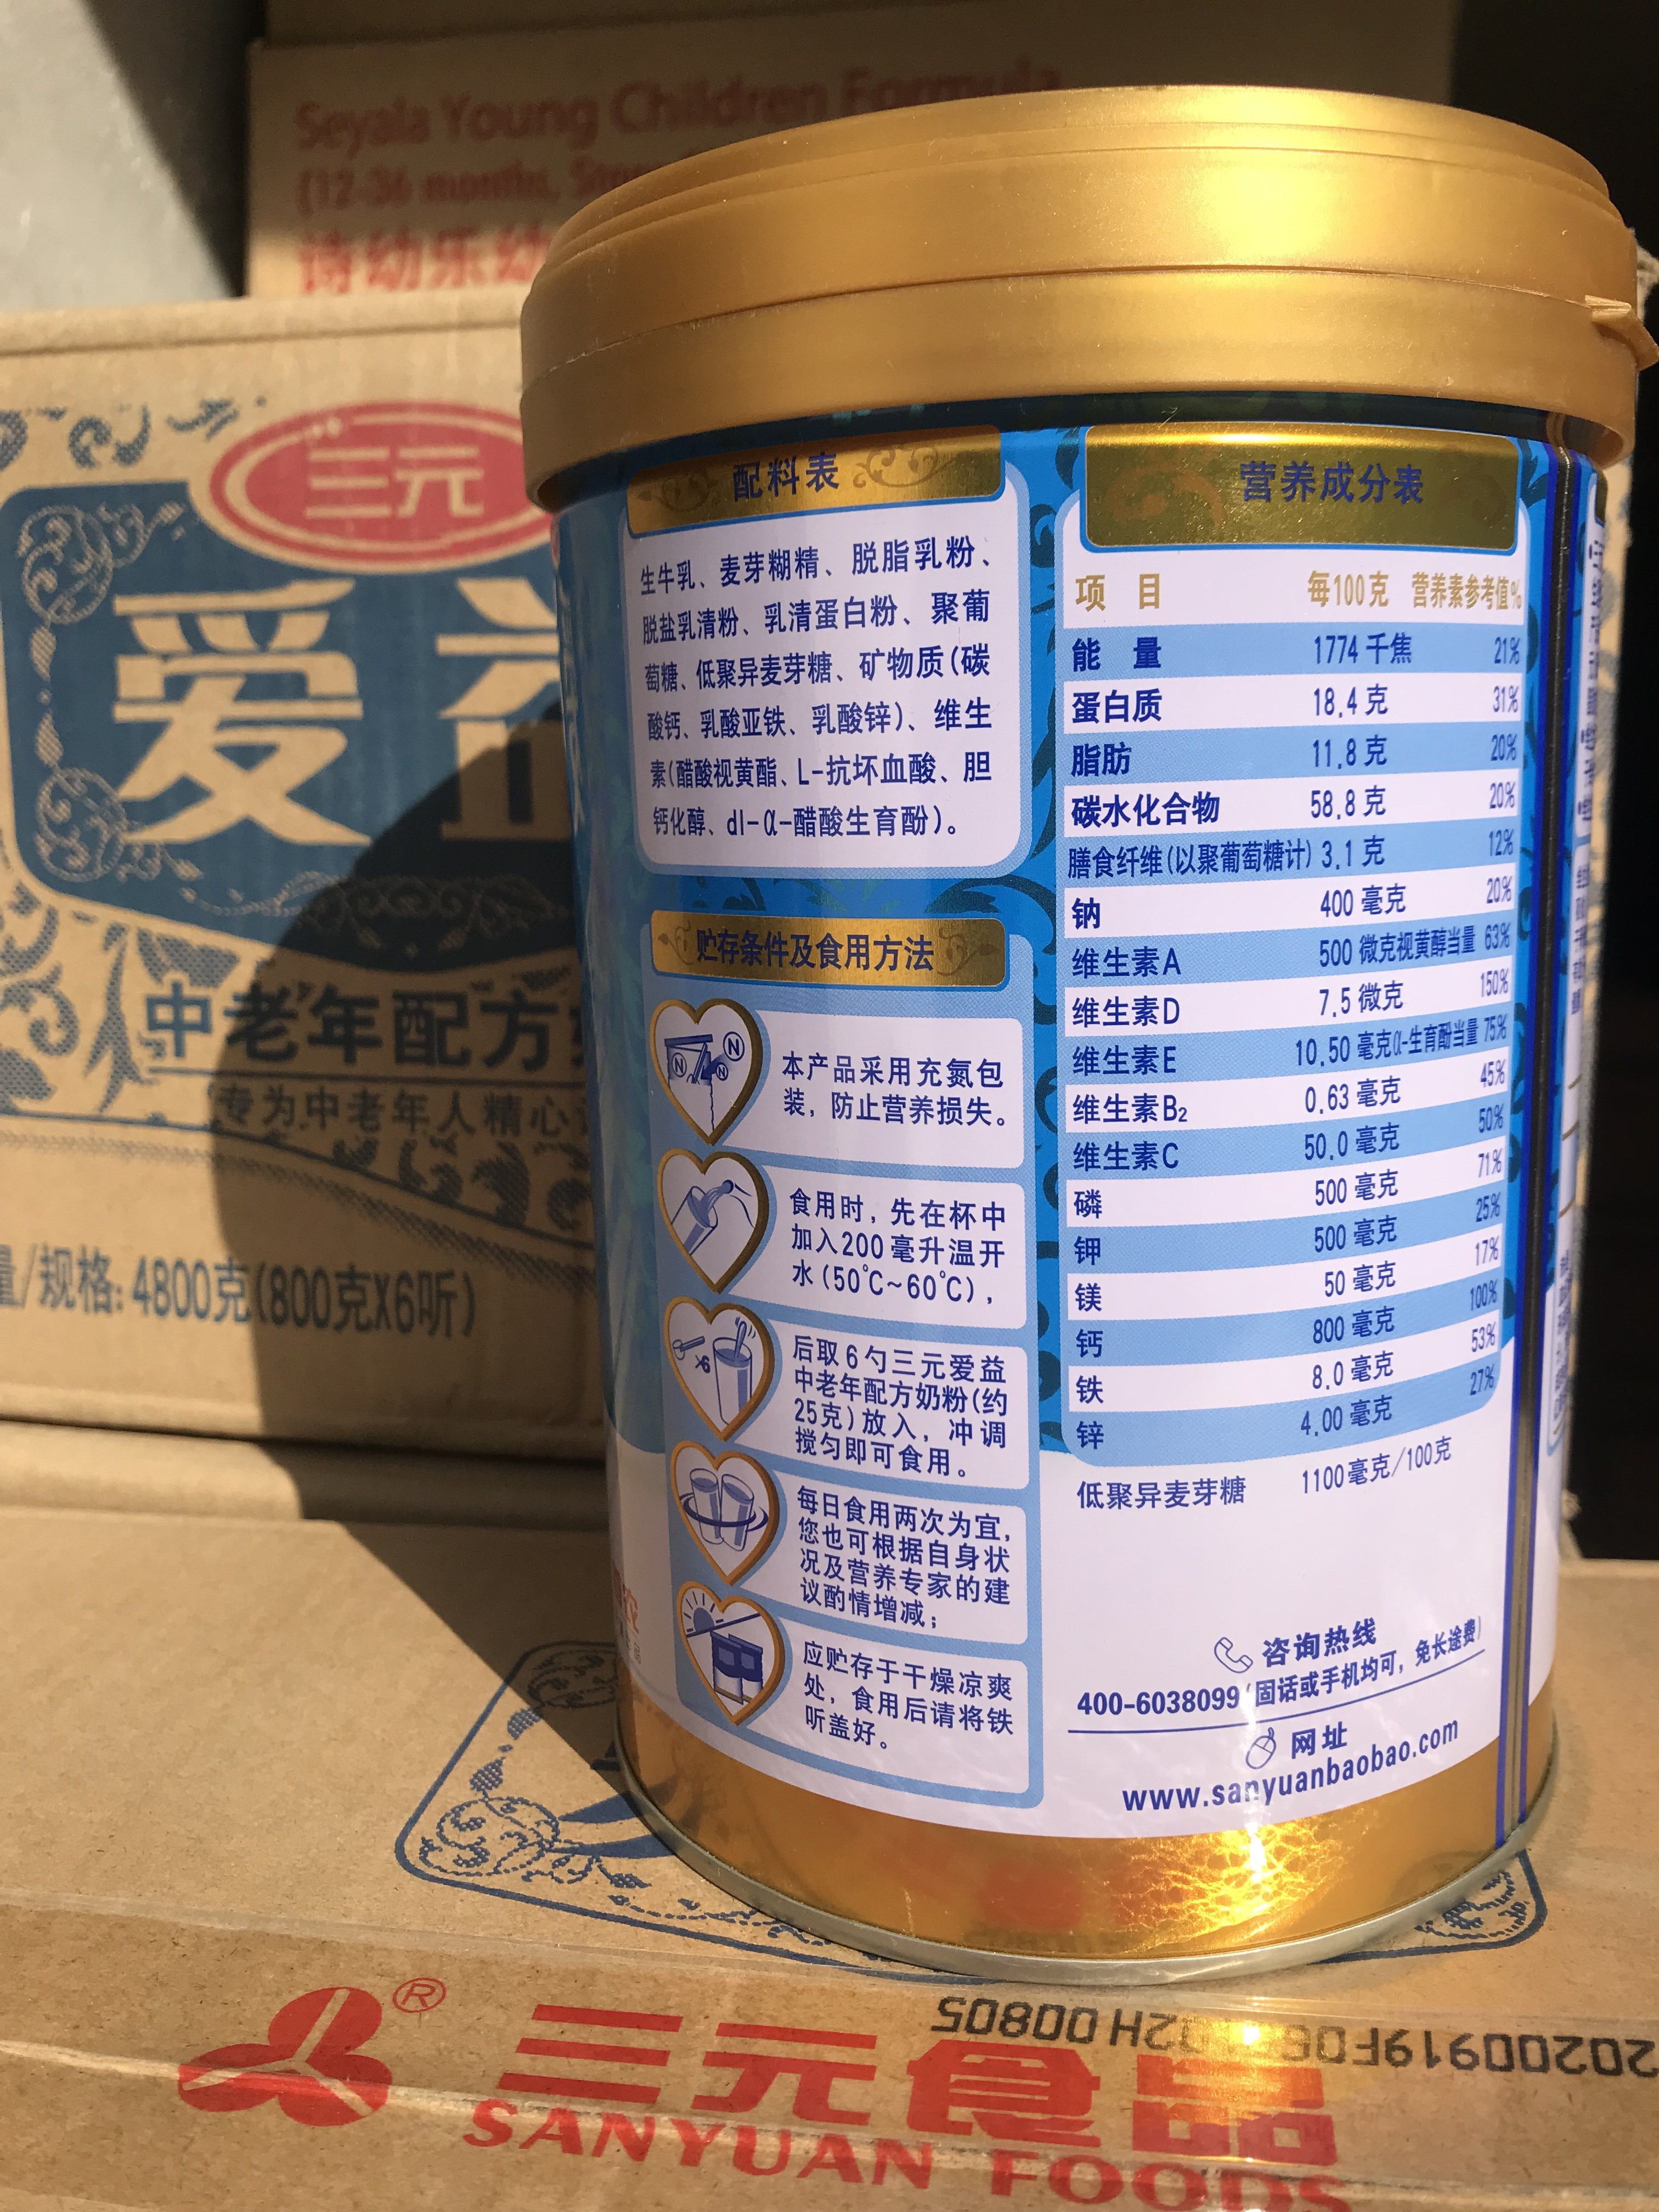 Seyala Young Children Formula
(12-36 months,
诗幼乐幼
三元
爱益
中老年配方
专为中老年人精心
量/规格:4800克(800克X6听)
配料表
生牛乳、麦芽糊精、脱脂乳粉、
脱盐乳清粉、乳清蛋白粉、聚葡
萄糖、低聚异麦芽糖、矿物质(碳
酸钙、乳酸亚铁、乳酸锌)、维生
素(醋酸视黄酯、L-抗坏血酸、胆
钙化醇、dl-α-醋酸生育酚)。
贮存条件及食用方法
N N N
本产品采用充氮包
装,防止营养损失。
食用时,先在杯中
加入200毫升温开
水(50℃~60℃),
x6
后取6勺三元爱益
中老年配方奶粉(约
25克)放入,冲调
搅匀即可食用。
每日食用两次为宜,
您也可根据自身状
况及营养专家的建
议酌情增减;
应贮存于干燥凉爽
处,食用后请将铁
听盖好。
营养成分表
项 目 每100克 营养素参考值%
能 量 1774 千焦 21%
蛋白质 18.4 克 31%
脂肪 11.8 克 20%
碳水化合物 58.8 克 20%
膳食纤维(以聚葡萄糖计) 3.1 克 12%
钠 400 毫克 20%
维生素A 500 微克视黄醇当量 63%
维生素D 7.5 微克 150%
维生素E 10.50 毫克α-生育酚当量 75%
维生素B₂ 0.63 毫克 45%
维生素C 50.0 毫克 50%
磷 500 毫克 71%
钾 500 毫克 25%
镁 50 毫克 17%
钙 800 毫克 100%
铁 8.0 毫克 53%
锌 4.00 毫克 27%
低聚异麦芽糖 1100毫克/100克
咨询热线
400-6038099(固话或手机均可,免长途费)
网址
www.sanyuanbaobao.com
®
三元食品
SANYUAN FOODS